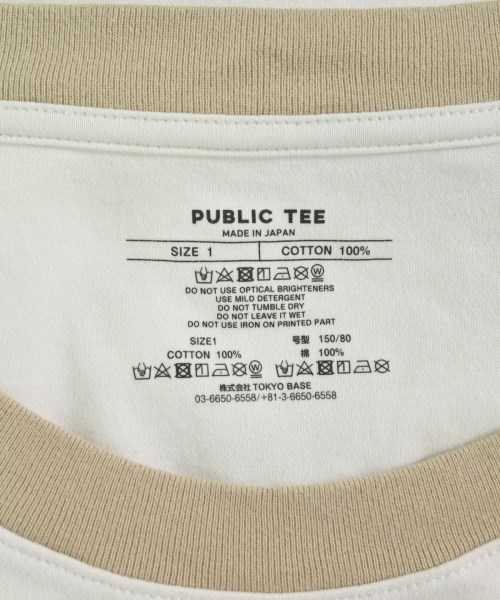 PUBLIC TEE
MADE IN JAPAN
SIZE 1 COTTON 100%
DO NOT USE OPTICAL BRIGHTENERS
USE MILD DETERGENT
DO NOT TUMBLE DRY
DO NOT LEAVE IT WET
DO NOT USE IRON ON PRINTED PART
SIZE1 号型 150/80
COTTON 100% 棉 100%
株式会社 TOKYO BASE
03-6650-6558/+81-3-6650-6558